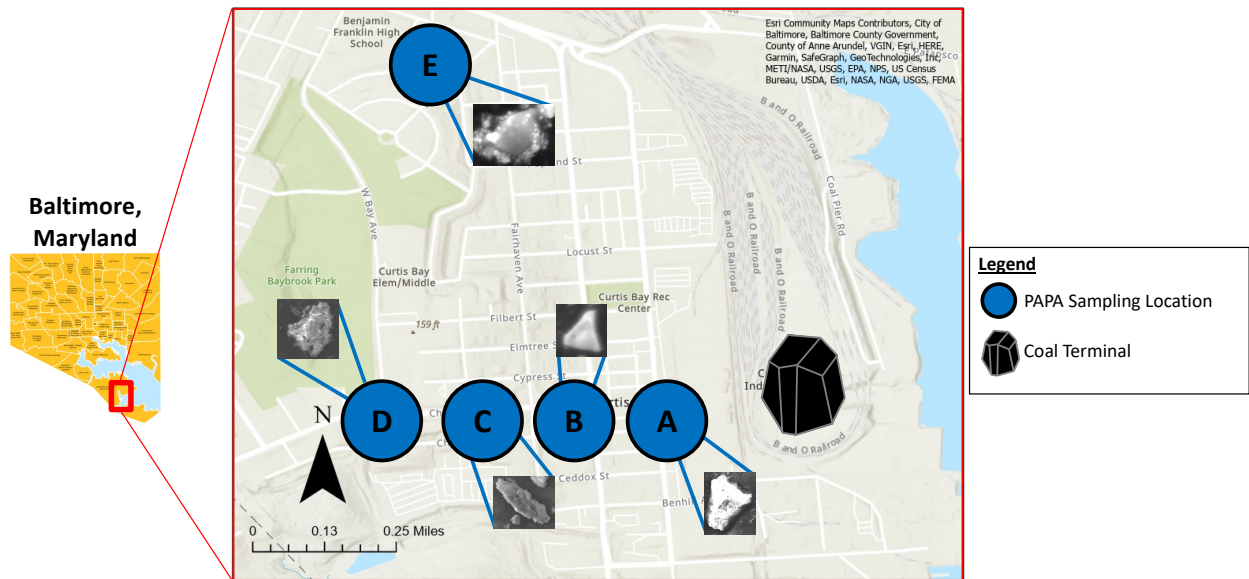 Baltimore,
Maryland
Benjamin
Franklin High
School
Esri Community Maps Contributors, City of
Baltimore, Baltimore County Government,
County of Anne Arundel, VGIN, Esri, HERE,
Garmin, SafeGraph, GeoTechnologies, Inc,
METI/NASA, USGS, EPA, NPS, US Census
Bureau, USDA, Esri, NASA, NGA, USGS, FEMA
Patapsco
E
B and O Railroad
St
W Bay Ave
Coal Pier Rd
B and O Railroad
B and O Railroad
B and O Railroad
Fairhaven Ave
Locust St
Farring
Baybrook Park
Curtis Bay
Elem/Middle
Curtis Bay Rec
Center
159 ft
Filbert St
Elmtree S
Cypress St
N
D
C
B
A
B and O Railroad
Ceddox St
Benhill
0
0.13
0.25 Miles
Legend
PAPA Sampling Location
Coal Terminal